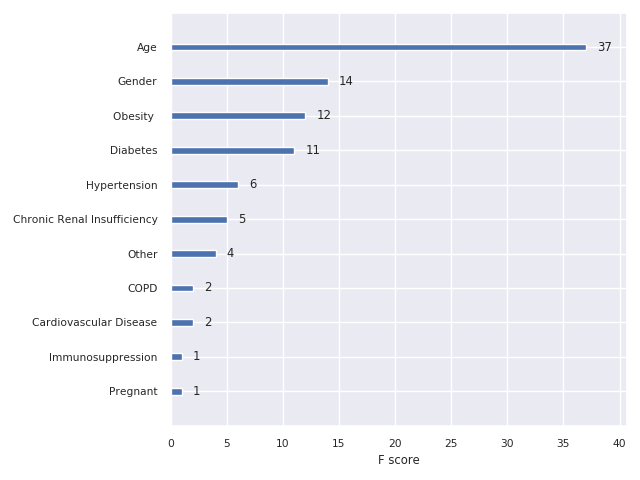 Age 37
Gender 14
Obesity 12
Diabetes 11
Hypertension 6
Chronic Renal Insufficiency 5
Other 4
COPD 2
Cardiovascular Disease 2
Immunosuppression 1
Pregnant 1
0 5 10 15 20 25 30 35 40
F score